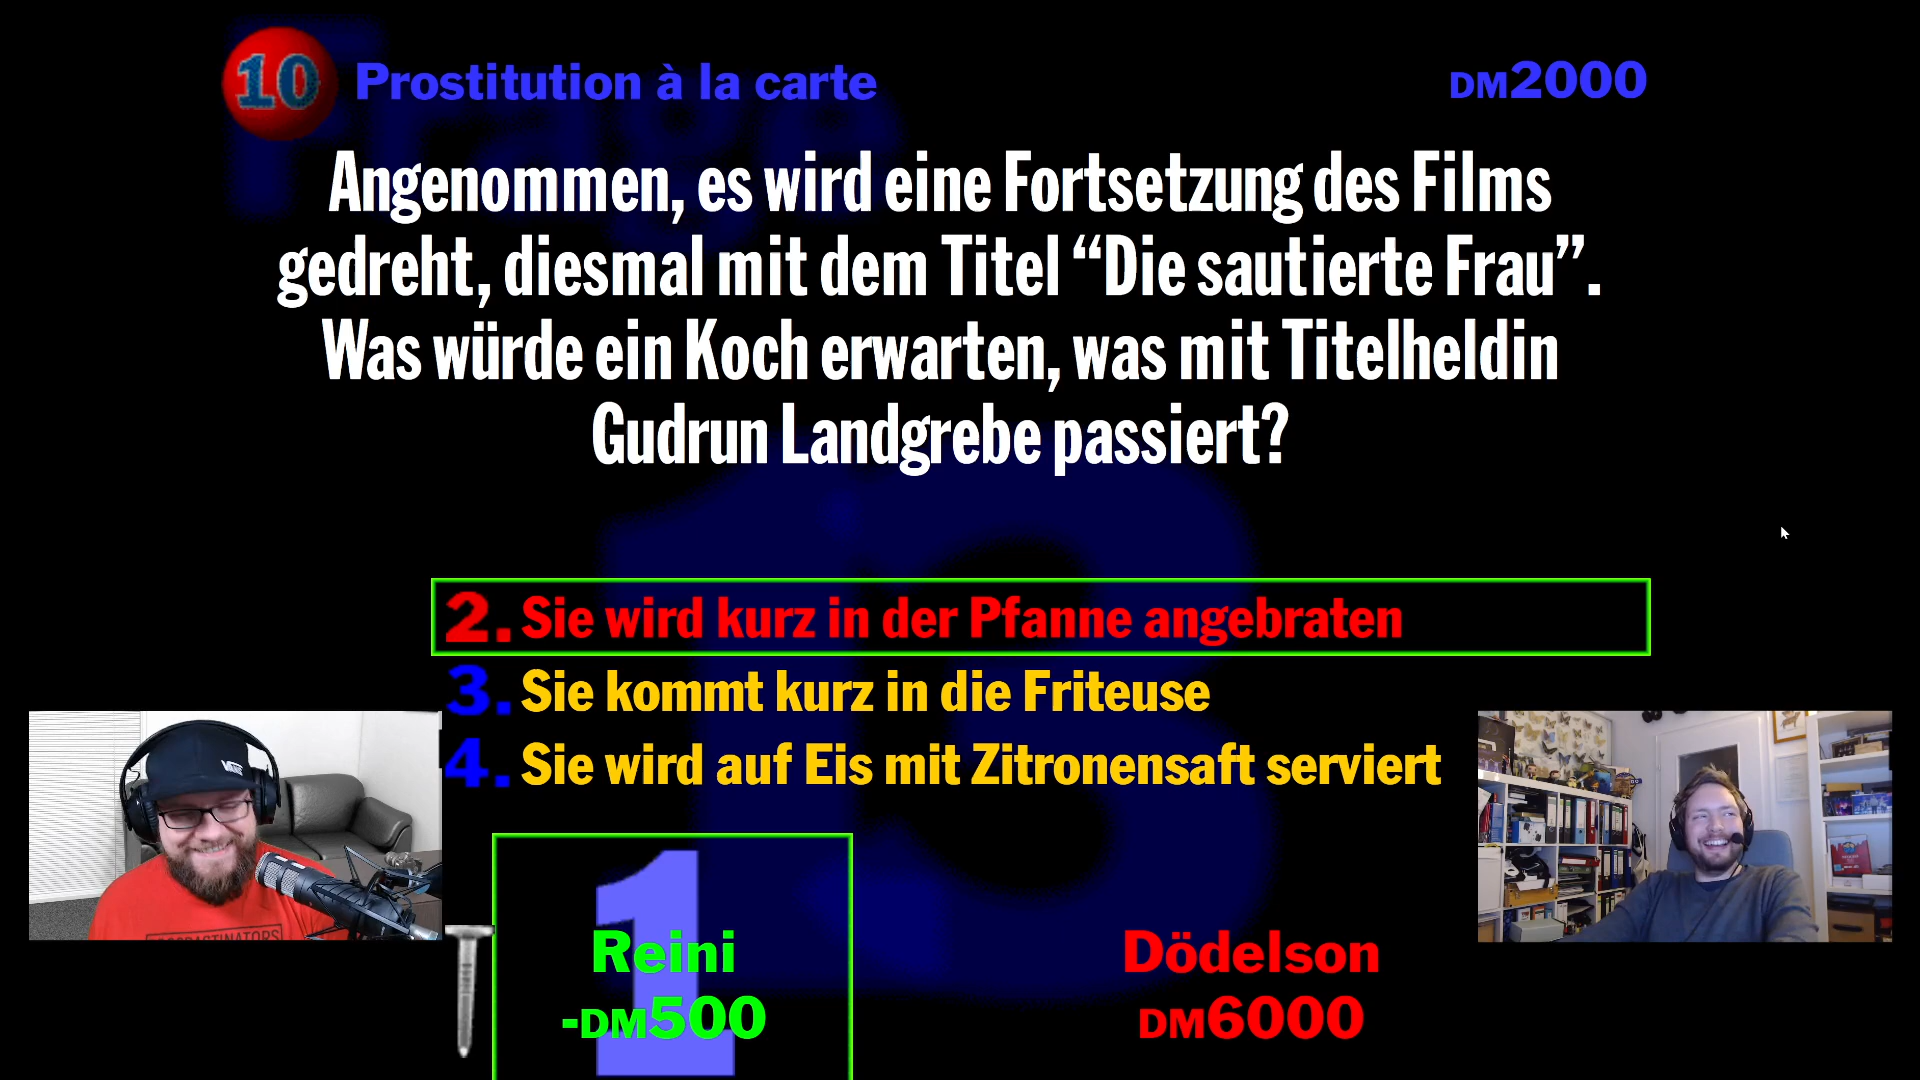 10 Prostitution à la carte
DM2000
Angenommen, es wird eine Fortsetzung des Films
gedreht, diesmal mit dem Titel “Die sautierte Frau”.
Was würde ein Koch erwarten, was mit Titelheldin
Gudrun Landgrebe passiert?
2. Sie wird kurz in der Pfanne angebraten
3. Sie kommt kurz in die Friteuse
4. Sie wird auf Eis mit Zitronensaft serviert
1
Reini
-DM500
Dödelson
DM6000
Frage
13